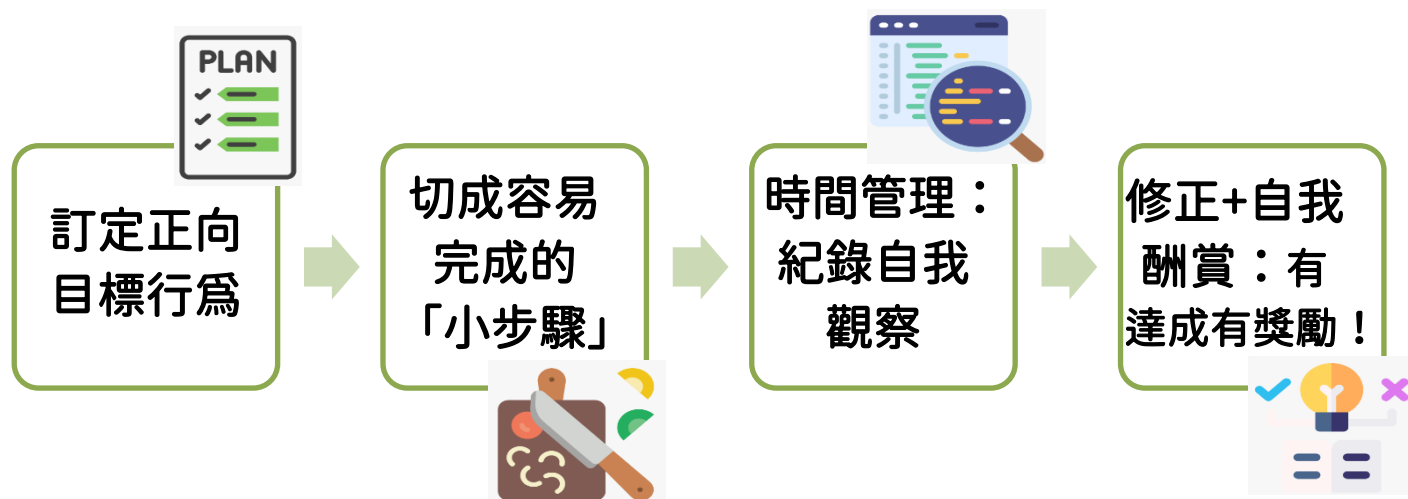 PLAN
訂定正向
目標行為
切成容易
完成的
「小步驟」
時間管理：
紀錄自我
觀察
修正+自我
酬賞：有
達成有獎勵！